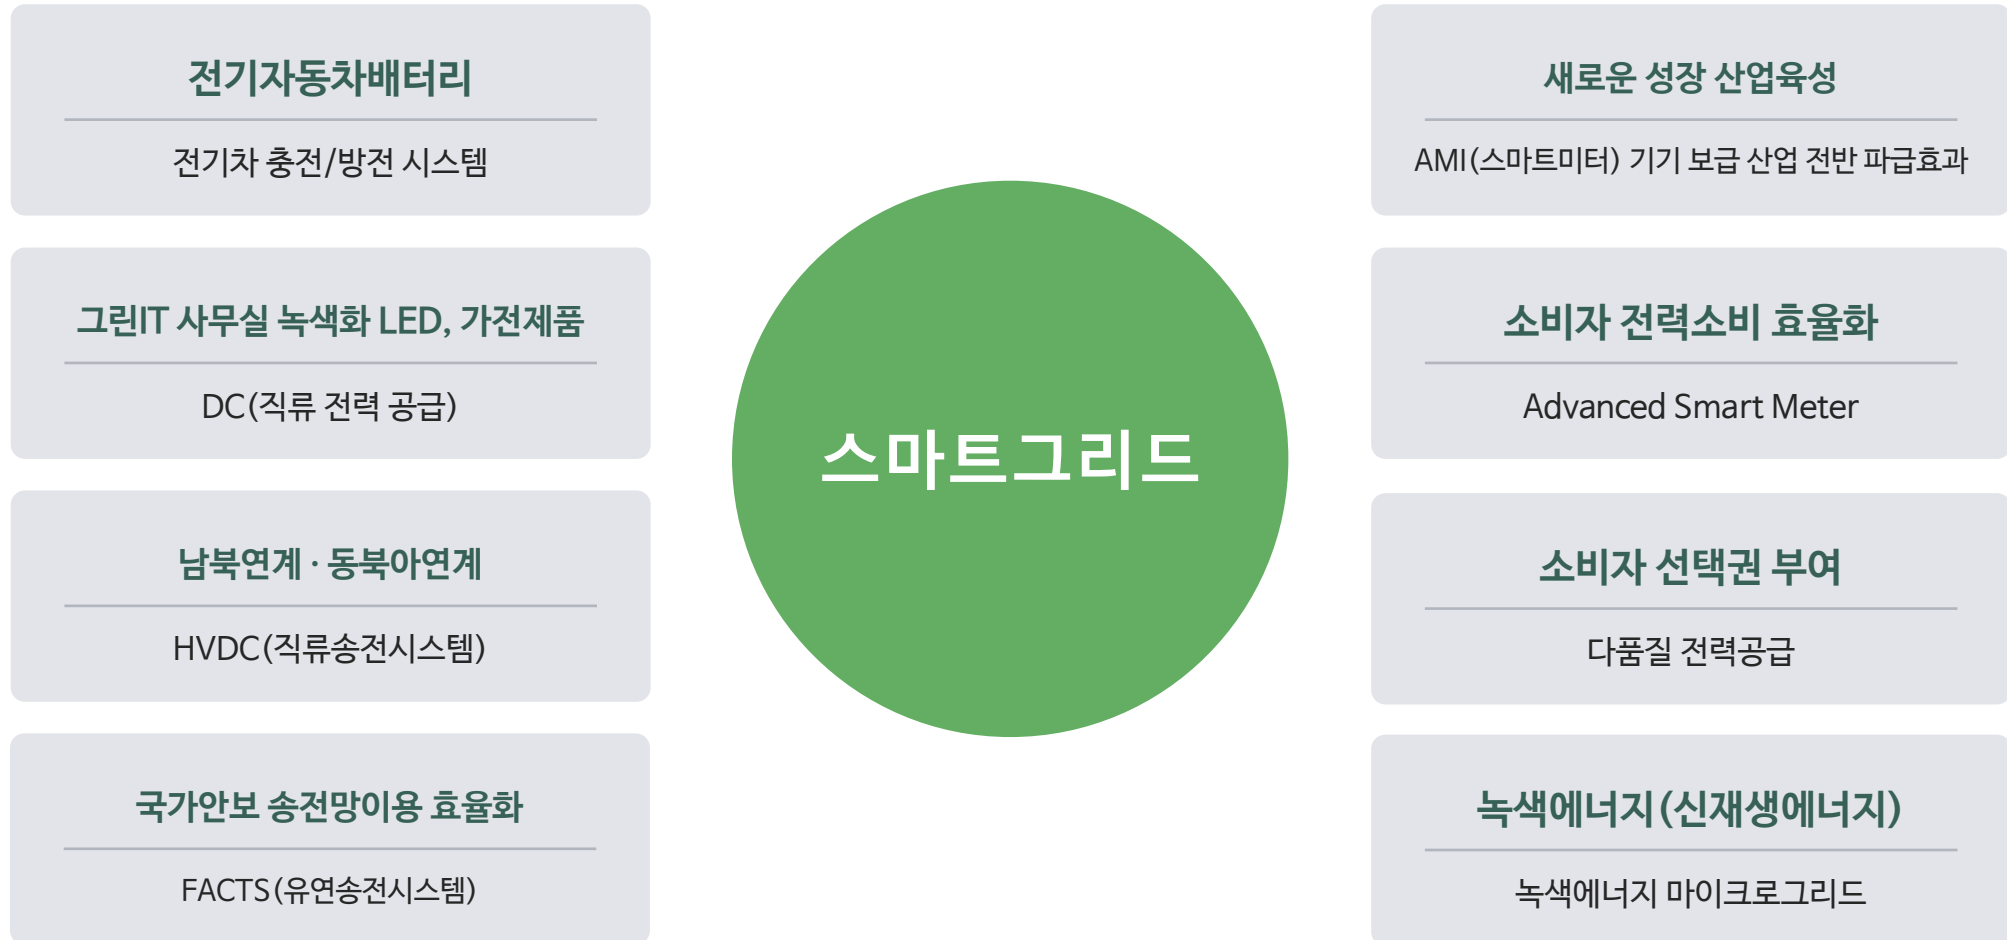 전기자동차배터리
전기차 충전/방전 시스템
그린IT 사무실 녹색화 LED, 가전제품
DC(직류 전력 공급)
남북연계 · 동북아연계
HVDC(직류송전시스템)
국가안보 송전망이용 효율화
FACTS(유연송전시스템)
스마트그리드
새로운 성장 산업육성
AMI(스마트미터) 기기 보급 산업 전반 파급효과
소비자 전력소비 효율화
Advanced Smart Meter
소비자 선택권 부여
다품질 전력공급
녹색에너지(신재생에너지)
녹색에너지 마이크로그리드